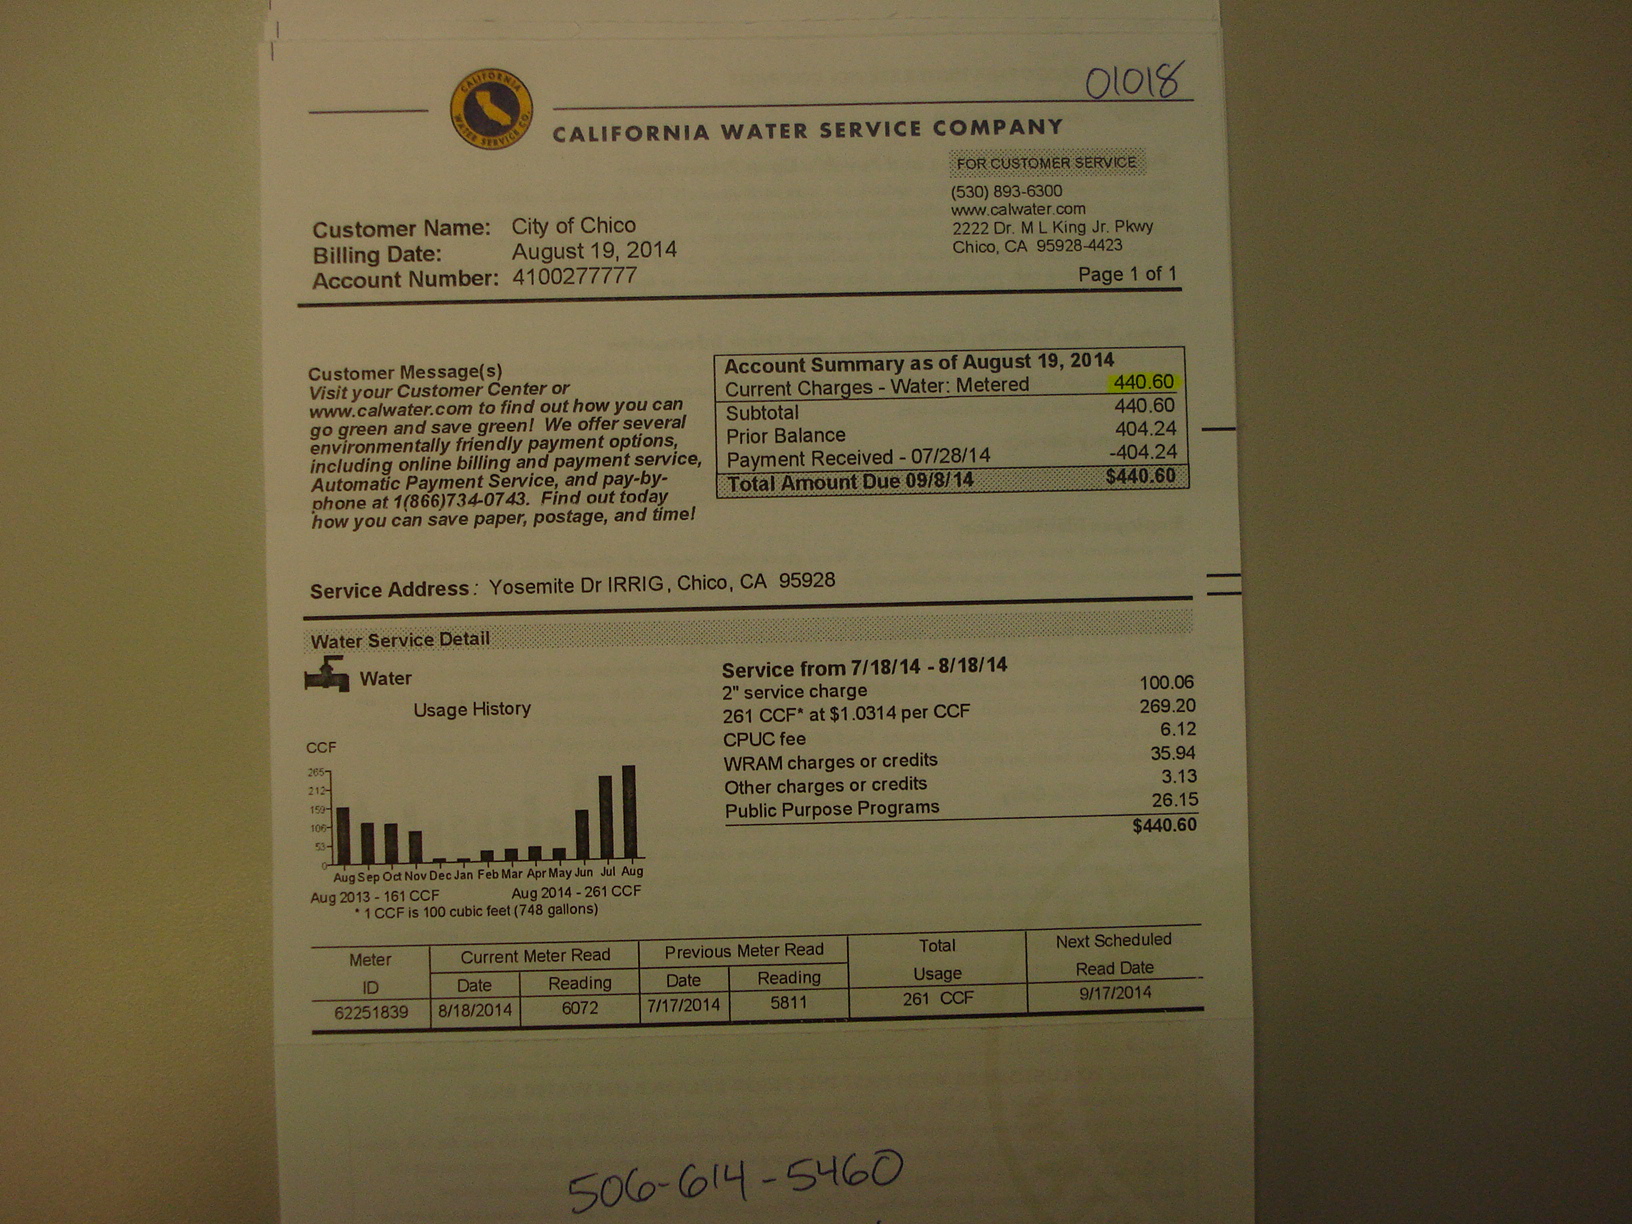 01018
CALIFORNIA
WATER SERVICE CO.
CALIFORNIA WATER SERVICE COMPANY
FOR CUSTOMER SERVICE
(530) 893-6300
www.calwater.com
2222 Dr. M L King Jr. Pkwy
Chico, CA 95928-4423
Page 1 of 1
Customer Name: City of Chico
Billing Date: August 19, 2014
Account Number: 4100277777
Customer Message(s)
Visit your Customer Center or
www.calwater.com to find out how you can
go green and save green! We offer several
environmentally friendly payment options,
including online billing and payment service,
Automatic Payment Service, and pay-by-
phone at 1(866)734-0743. Find out today
how you can save paper, postage, and time!
Account Summary as of August 19, 2014
Current Charges - Water: Metered 440.60
Subtotal 440.60
Prior Balance 404.24
Payment Received - 07/28/14 -404.24
Total Amount Due 09/8/14 $440.60
Service Address: Yosemite Dr IRRIG, Chico, CA 95928
Water Service Detail
Water
Usage History
CCF
265
212
159
106
53
0
Aug Sep Oct Nov Dec Jan Feb Mar Apr May Jun Jul Aug
Aug 2013 - 161 CCF Aug 2014 - 261 CCF
* 1 CCF is 100 cubic feet (748 gallons)
Service from 7/18/14 - 8/18/14
2" service charge 100.06
261 CCF* at $1.0314 per CCF 269.20
CPUC fee 6.12
WRAM charges or credits 35.94
Other charges or credits 3.13
Public Purpose Programs 26.15
$440.60
Meter ID Current Meter Read Previous Meter Read Total Usage Next Scheduled Read Date
Date Reading Date Reading
62251839 8/18/2014 6072 7/17/2014 5811 261 CCF 9/17/2014
506-614-5460